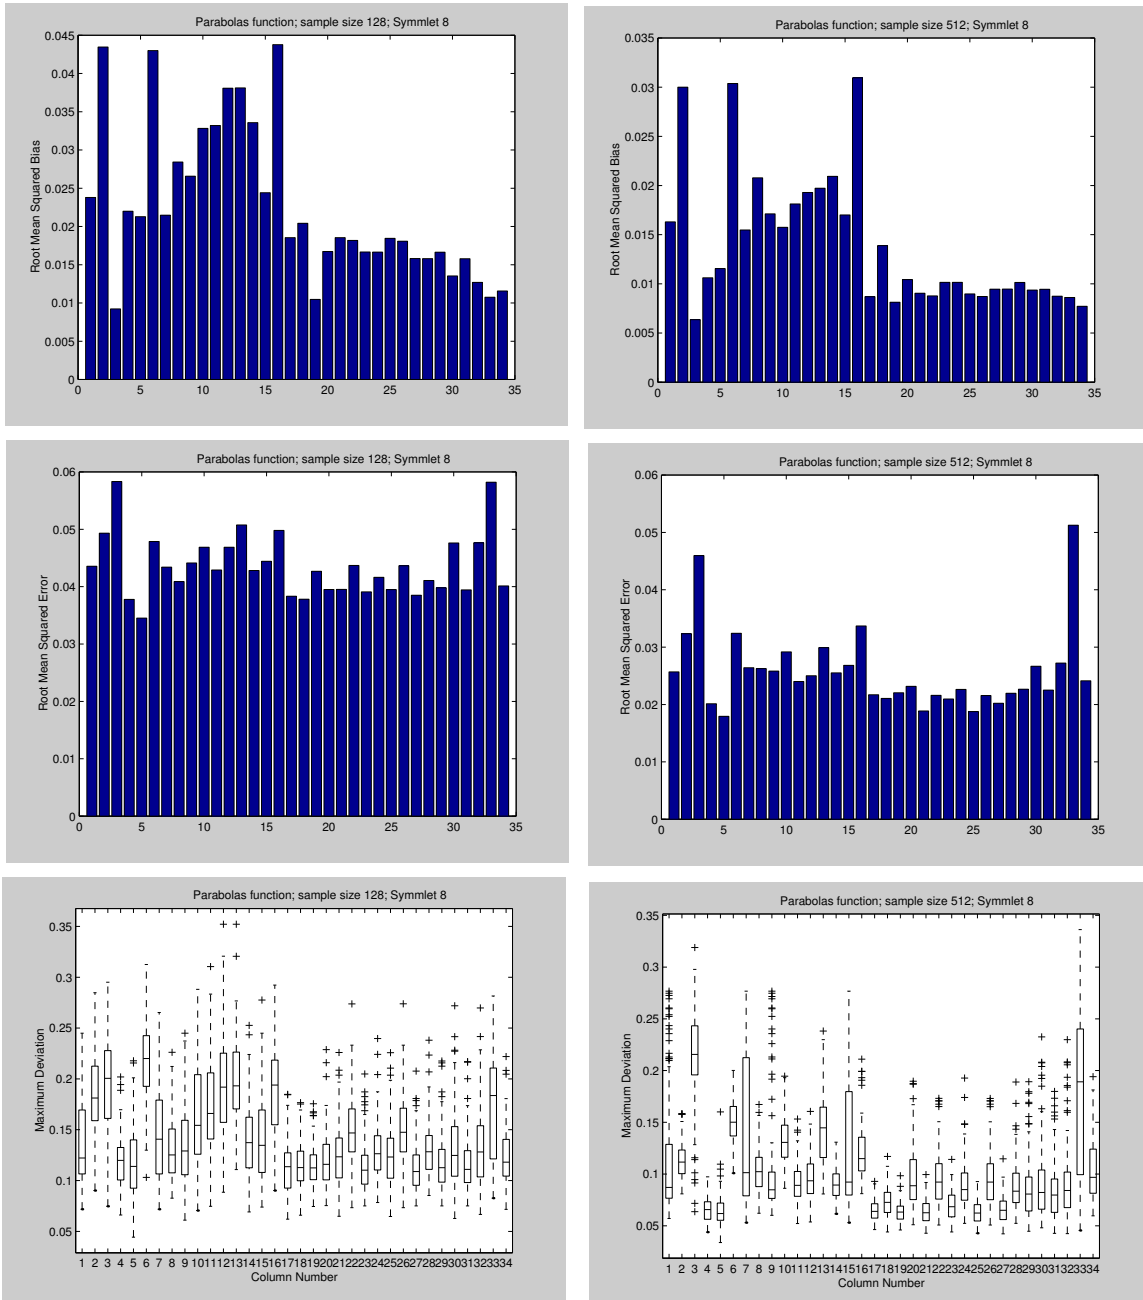 Parabolas function; sample size 128; Symmlet 8
0.045
0.04
0.035
0.03
0.025
0.02
0.015
0.01
0.005
0
Root Mean Squared Bias
0 5 10 15 20 25 30 35
Parabolas function; sample size 512; Symmlet 8
0.035
0.03
0.025
0.02
0.015
0.01
0.005
0
Root Mean Squared Bias
0 5 10 15 20 25 30 35
Parabolas function; sample size 128; Symmlet 8
0.06
0.05
0.04
0.03
0.02
0.01
0
Root Mean Squared Error
0 5 10 15 20 25 30 35
Parabolas function; sample size 512; Symmlet 8
0.06
0.05
0.04
0.03
0.02
0.01
0
Root Mean Squared Error
0 5 10 15 20 25 30 35
Parabolas function; sample size 128; Symmlet 8
0.35
0.3
0.25
0.2
0.15
0.1
0.05
Maximum Deviation
1 2 3 4 5 6 7 8 9 10111213141516171819202122232425262728293031323334
Column Number
Parabolas function; sample size 512; Symmlet 8
0.35
0.3
0.25
0.2
0.15
0.1
0.05
Maximum Deviation
1 2 3 4 5 6 7 8 9 10111213141516171819202122232425262728293031323334
Column Number